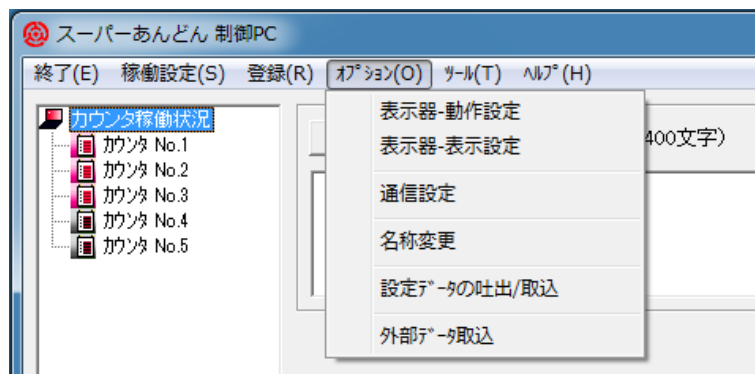 スーパーあんどん 制御PC
終了(E) 稼働設定(S) 登録(R) ｵﾌﾟｼｮﾝ(O) ﾂｰﾙ(T) ﾍﾙﾌﾟ(H)
カウンタ稼働状況
カウンタ No.1
カウンタ No.2
カウンタ No.3
カウンタ No.4
カウンタ No.5
表示器-動作設定
表示器-表示設定
通信設定
名称変更
設定ﾃﾞｰﾀの吐出/取込
外部ﾃﾞｰﾀ取込
400文字)